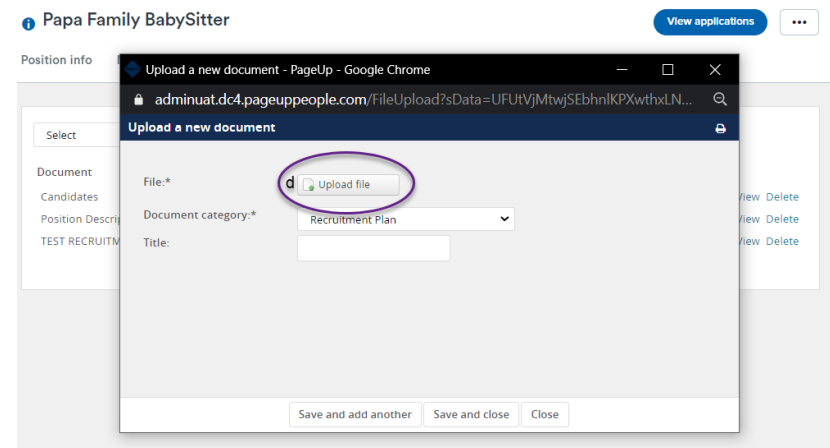 Papa Family BabySitter
View applications
Position info
Upload a new document - PageUp - Google Chrome
adminuat.dc4.pageuppeople.com/FileUpload?sData=UFUtVjMtwjSEbhnlKPXwthxLN...
Upload a new document
Select
Document
File:*
d
Upload file
Candidates
View Delete
Document category:*
Recruitment Plan
Position Descrip
View Delete
Title:
TEST RECRUITM
View Delete
Save and add another
Save and close
Close